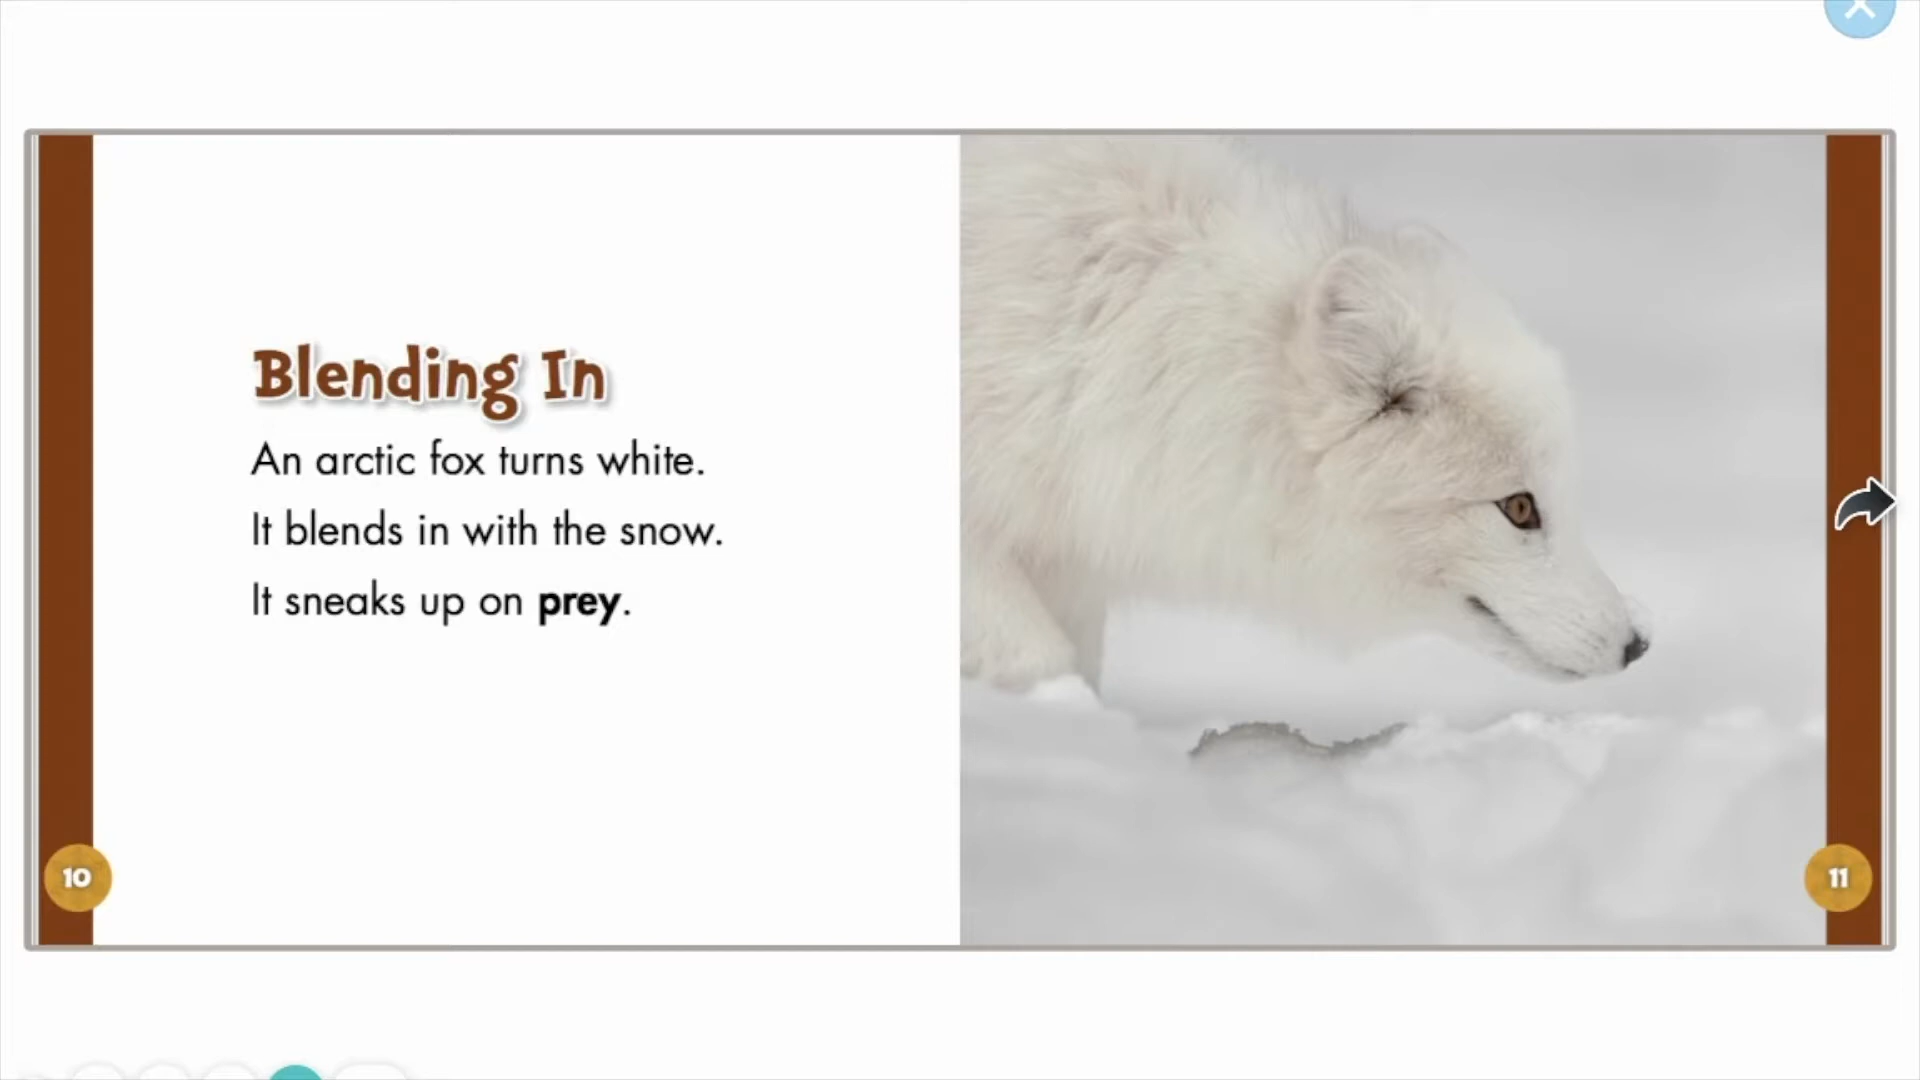 Blending In
An arctic fox turns white.
It blends in with the snow.
It sneaks up on prey.
10
11